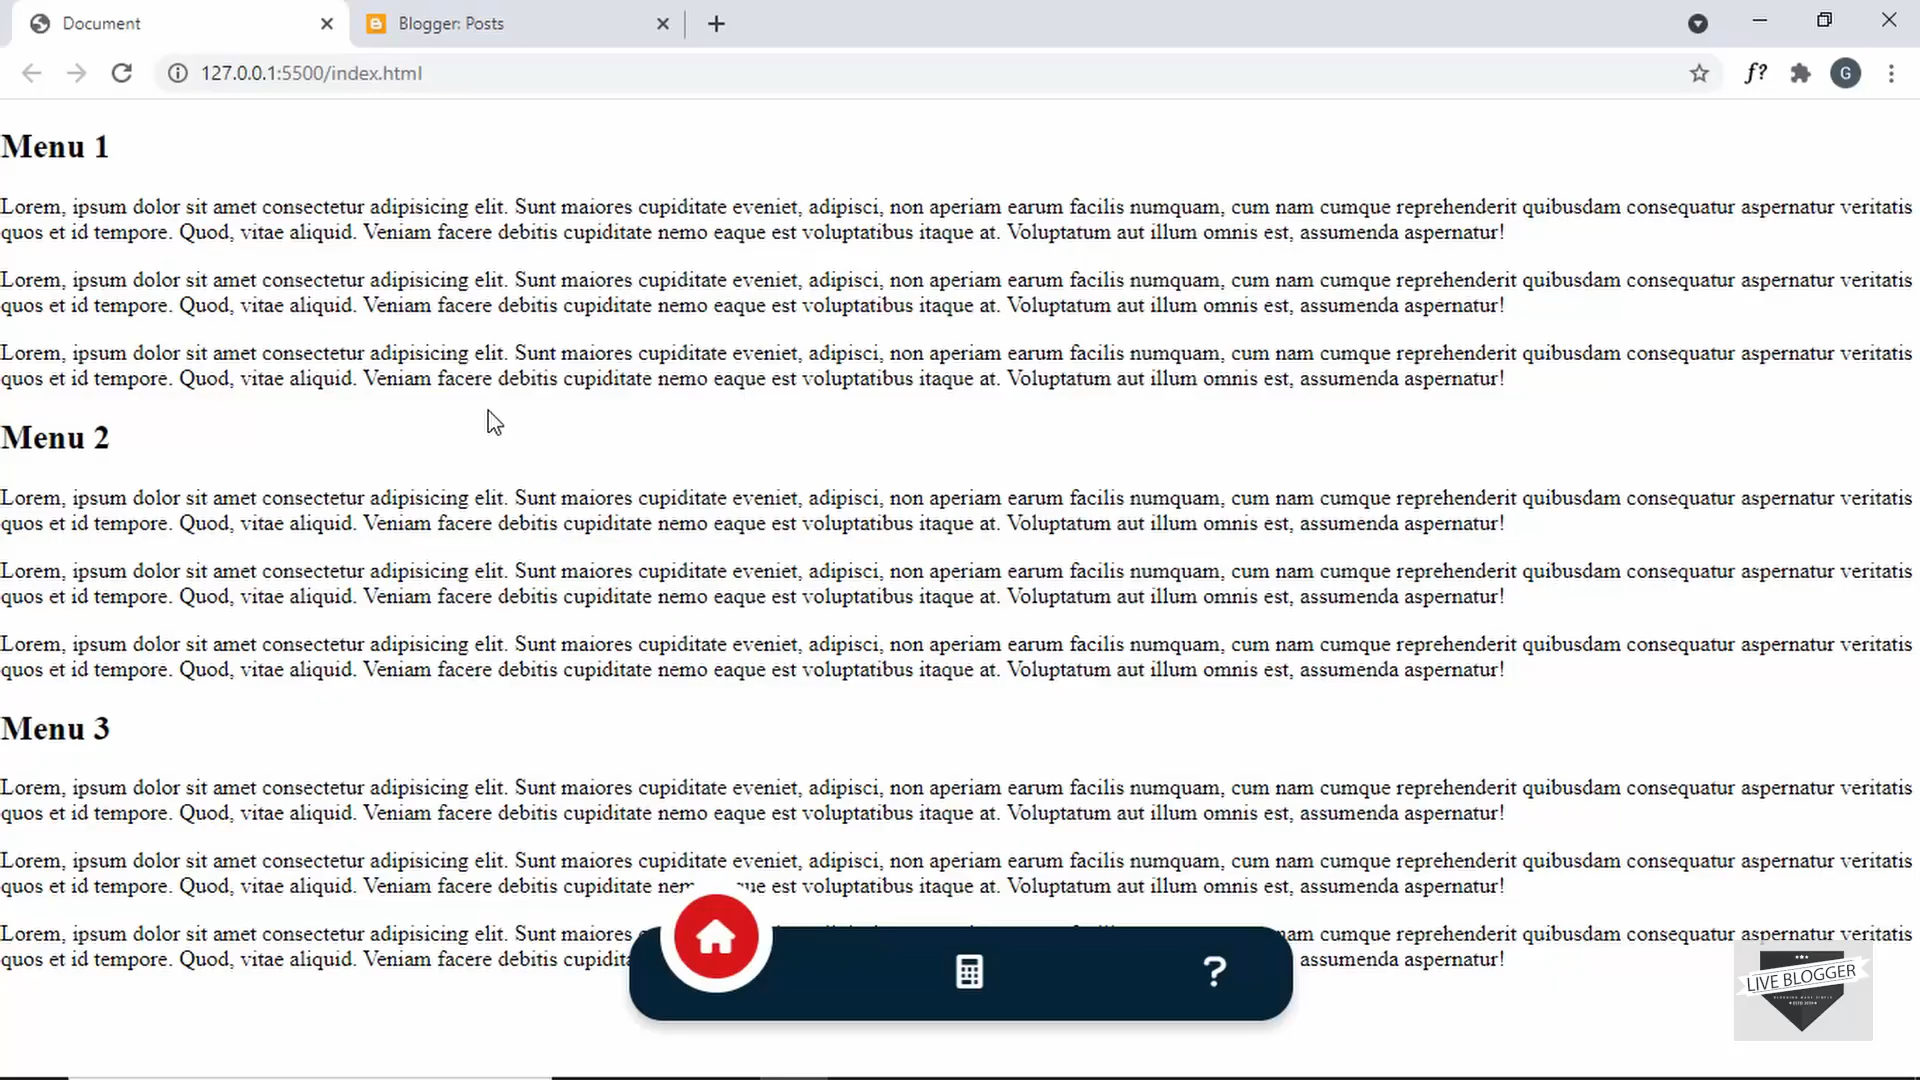 Document
Blogger: Posts
127.0.0.1:5500/index.html
f?
G
Menu 1
Lorem, ipsum dolor sit amet consectetur adipisicing elit. Sunt maiores cupiditate eveniet, adipisci, non aperiam earum facilis numquam, cum nam cumque reprehenderit quibusdam consequatur aspernatur veritatis
quos et id tempore. Quod, vitae aliquid. Veniam facere debitis cupiditate nemo eaque est voluptatibus itaque at. Voluptatum aut illum omnis est, assumenda aspernatur!
Lorem, ipsum dolor sit amet consectetur adipisicing elit. Sunt maiores cupiditate eveniet, adipisci, non aperiam earum facilis numquam, cum nam cumque reprehenderit quibusdam consequatur aspernatur veritatis
quos et id tempore. Quod, vitae aliquid. Veniam facere debitis cupiditate nemo eaque est voluptatibus itaque at. Voluptatum aut illum omnis est, assumenda aspernatur!
Lorem, ipsum dolor sit amet consectetur adipisicing elit. Sunt maiores cupiditate eveniet, adipisci, non aperiam earum facilis numquam, cum nam cumque reprehenderit quibusdam consequatur aspernatur veritatis
quos et id tempore. Quod, vitae aliquid. Veniam facere debitis cupiditate nemo eaque est voluptatibus itaque at. Voluptatum aut illum omnis est, assumenda aspernatur!
Menu 2
Lorem, ipsum dolor sit amet consectetur adipisicing elit. Sunt maiores cupiditate eveniet, adipisci, non aperiam earum facilis numquam, cum nam cumque reprehenderit quibusdam consequatur aspernatur veritatis
quos et id tempore. Quod, vitae aliquid. Veniam facere debitis cupiditate nemo eaque est voluptatibus itaque at. Voluptatum aut illum omnis est, assumenda aspernatur!
Lorem, ipsum dolor sit amet consectetur adipisicing elit. Sunt maiores cupiditate eveniet, adipisci, non aperiam earum facilis numquam, cum nam cumque reprehenderit quibusdam consequatur aspernatur veritatis
quos et id tempore. Quod, vitae aliquid. Veniam facere debitis cupiditate nemo eaque est voluptatibus itaque at. Voluptatum aut illum omnis est, assumenda aspernatur!
Lorem, ipsum dolor sit amet consectetur adipisicing elit. Sunt maiores cupiditate eveniet, adipisci, non aperiam earum facilis numquam, cum nam cumque reprehenderit quibusdam consequatur aspernatur veritatis
quos et id tempore. Quod, vitae aliquid. Veniam facere debitis cupiditate nemo eaque est voluptatibus itaque at. Voluptatum aut illum omnis est, assumenda aspernatur!
Menu 3
Lorem, ipsum dolor sit amet consectetur adipisicing elit. Sunt maiores cupiditate eveniet, adipisci, non aperiam earum facilis numquam, cum nam cumque reprehenderit quibusdam consequatur aspernatur veritatis
quos et id tempore. Quod, vitae aliquid. Veniam facere debitis cupiditate nemo eaque est voluptatibus itaque at. Voluptatum aut illum omnis est, assumenda aspernatur!
Lorem, ipsum dolor sit amet consectetur adipisicing elit. Sunt maiores cupiditate eveniet, adipisci, non aperiam earum facilis numquam, cum nam cumque reprehenderit quibusdam consequatur aspernatur veritatis
quos et id tempore. Quod, vitae aliquid. Veniam facere debitis cupiditate est voluptatibus itaque at. Voluptatum aut illum omnis est, assumenda aspernatur!
Lorem, ipsum dolor sit amet consectetur adipisicing elit. Sunt maiores nam cumque reprehenderit quibusdam consequatur aspernatur veritatis
quos et id tempore. Quod, vitae aliquid. Veniam facere debitis assumenda aspernatur!
?
LIVE BLOGGER